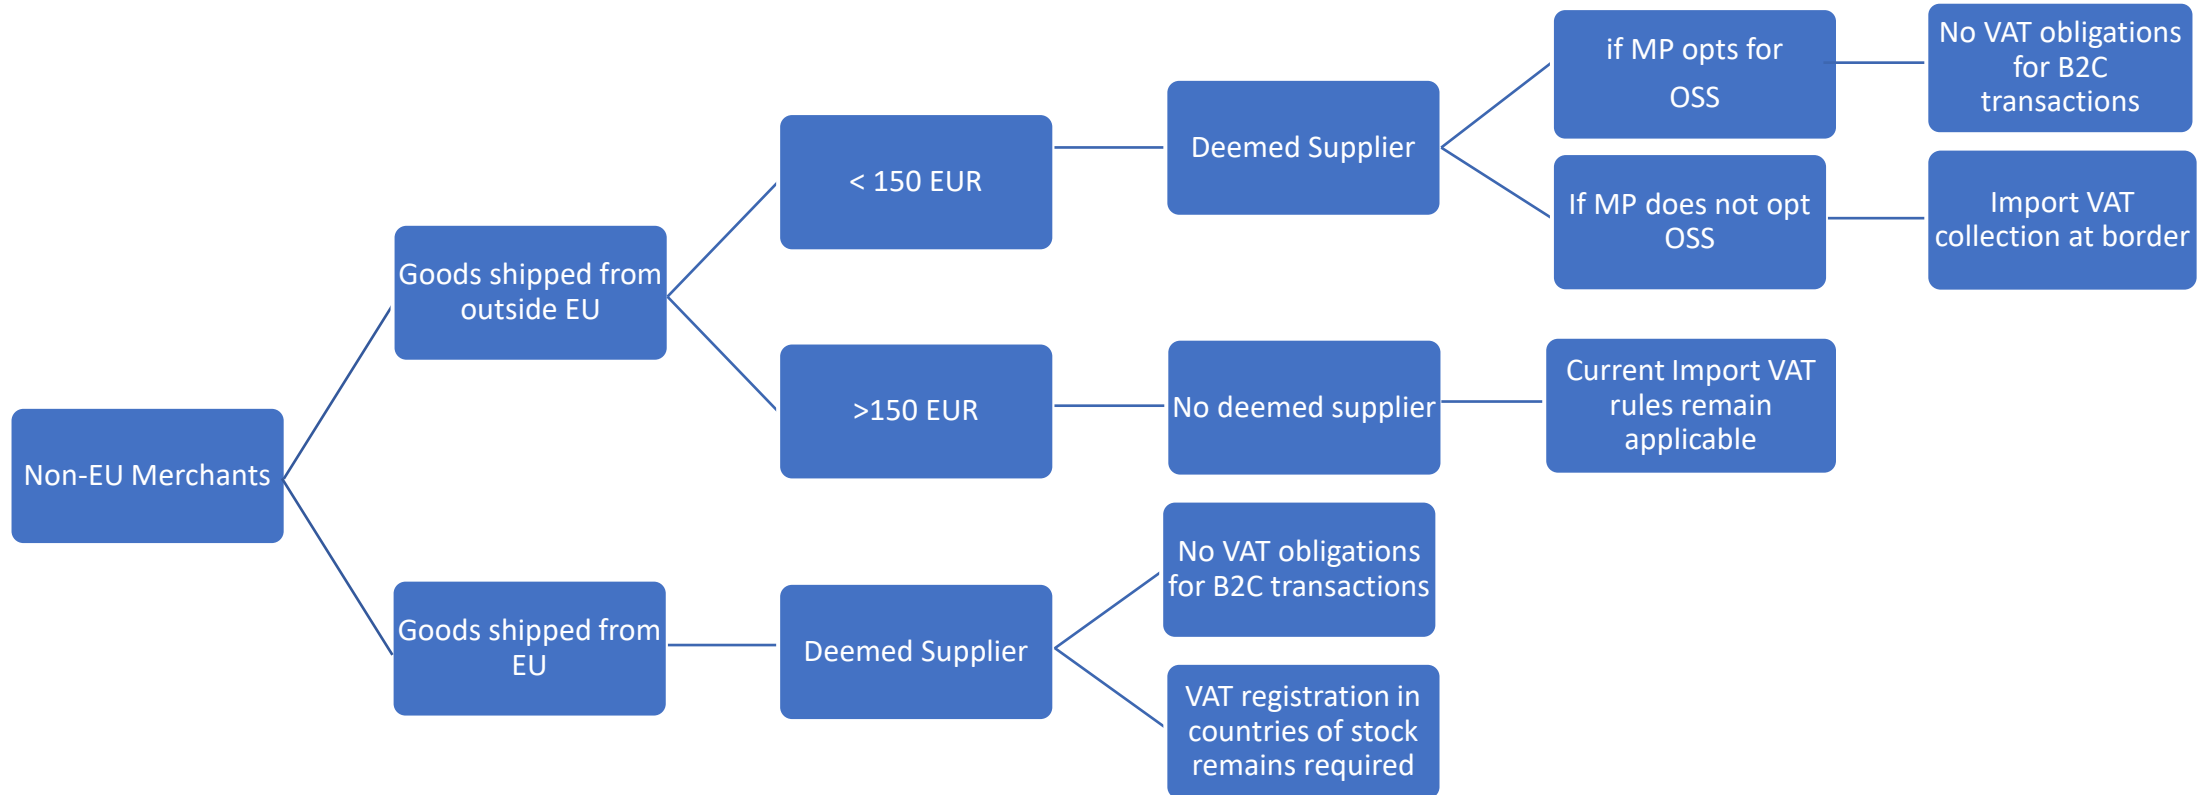 Non-EU Merchants
Goods shipped from
outside EU
< 150 EUR
Deemed Supplier
if MP opts for
OSS
No VAT obligations
for B2C
transactions
If MP does not opt
OSS
Import VAT
collection at border
>150 EUR
No deemed supplier
Current Import VAT
rules remain
applicable
Goods shipped from
EU
Deemed Supplier
No VAT obligations
for B2C transactions
VAT registration in
countries of stock
remains required